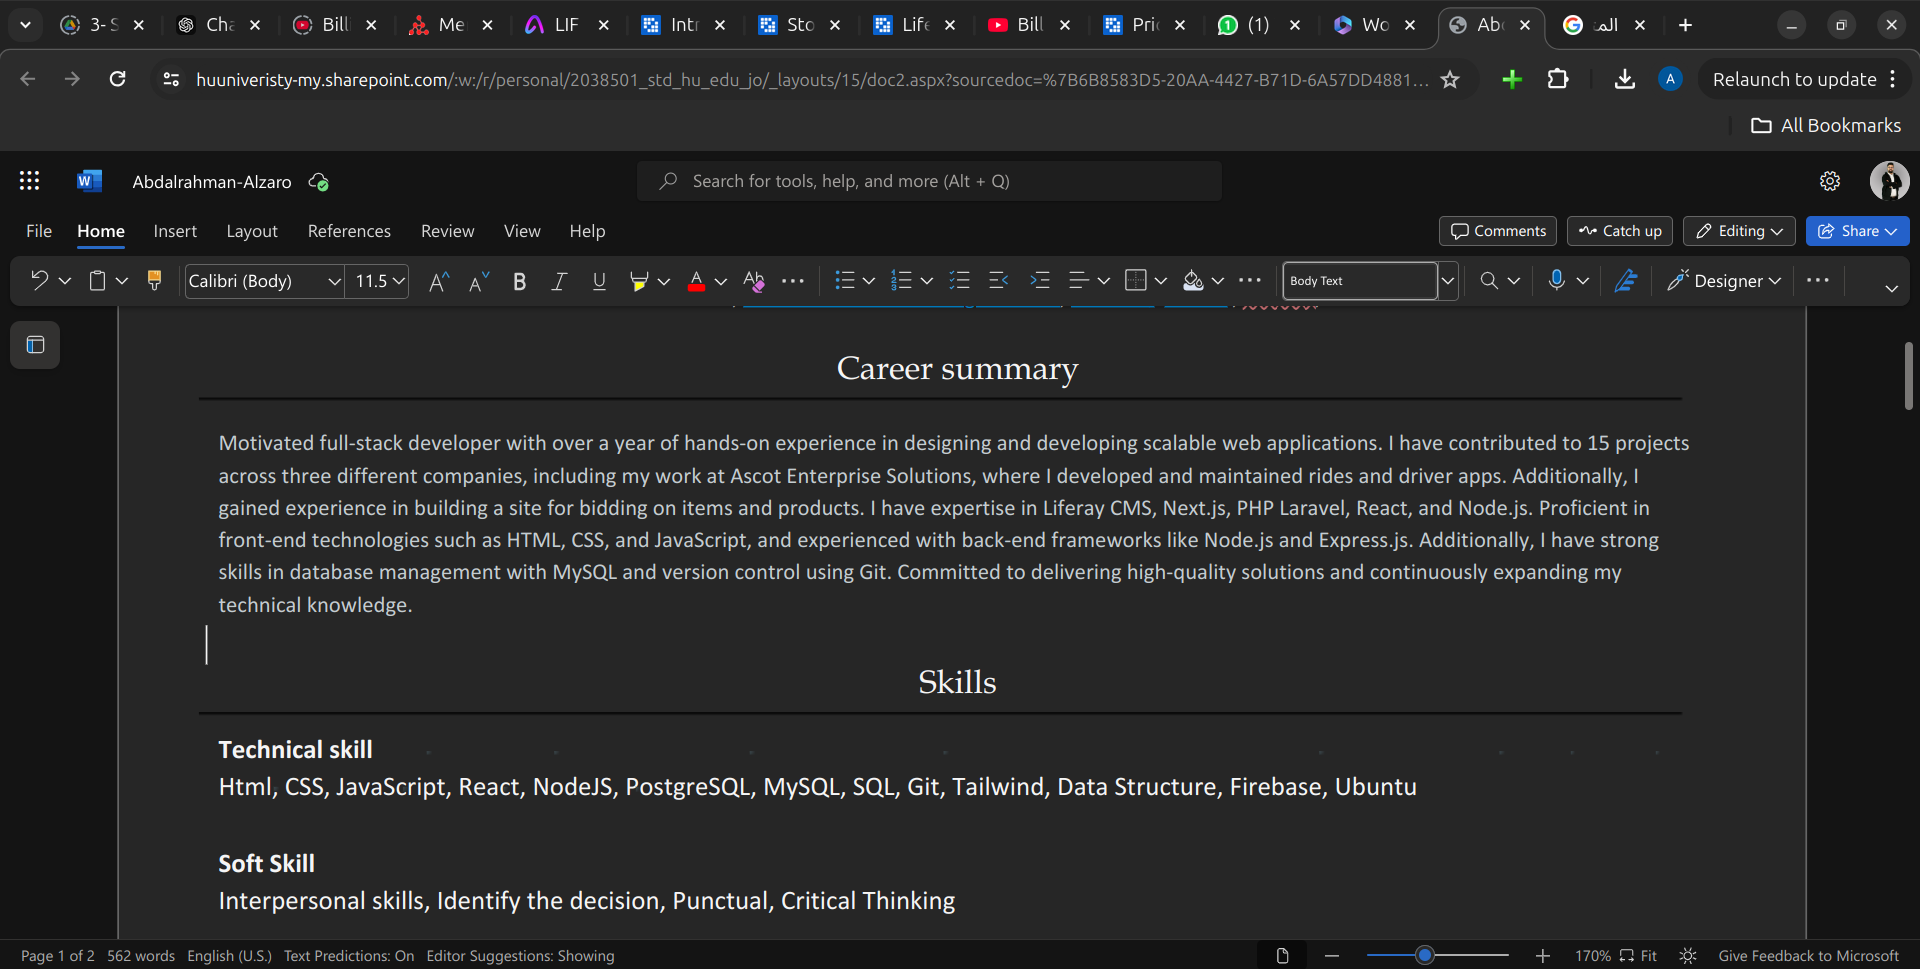 3- S
Cha
Billi
Me
LIF
Intr
Sto
Life
Bill
Pric
(1)
Wo
Abd
المـ
huuniveristy-my.sharepoint.com/:w:/r/personal/2038501_std_hu_edu_jo/_layouts/15/doc2.aspx?sourcedoc=%7B6B8583D5-20AA-4427-B71D-6A57DD4881...
A
Relaunch to update
All Bookmarks
W
Abdalrahman-Alzaro
Search for tools, help, and more (Alt + Q)
File Home Insert Layout References Review View Help
Comments Catch up Editing Share
Calibri (Body) 11.5 Body Text Designer
Career summary
Motivated full-stack developer with over a year of hands-on experience in designing and developing scalable web applications. I have contributed to 15 projects
across three different companies, including my work at Ascot Enterprise Solutions, where I developed and maintained rides and driver apps. Additionally, I
gained experience in building a site for bidding on items and products. I have expertise in Liferay CMS, Next.js, PHP Laravel, React, and Node.js. Proficient in
front-end technologies such as HTML, CSS, and JavaScript, and experienced with back-end frameworks like Node.js and Express.js. Additionally, I have strong
skills in database management with MySQL and version control using Git. Committed to delivering high-quality solutions and continuously expanding my
technical knowledge.
Skills
Technical skill
Html, CSS, JavaScript, React, NodeJS, PostgreSQL, MySQL, SQL, Git, Tailwind, Data Structure, Firebase, Ubuntu
Soft Skill
Interpersonal skills, Identify the decision, Punctual, Critical Thinking
Page 1 of 2 562 words English (U.S.) Text Predictions: On Editor Suggestions: Showing 170% Fit Give Feedback to Microsoft